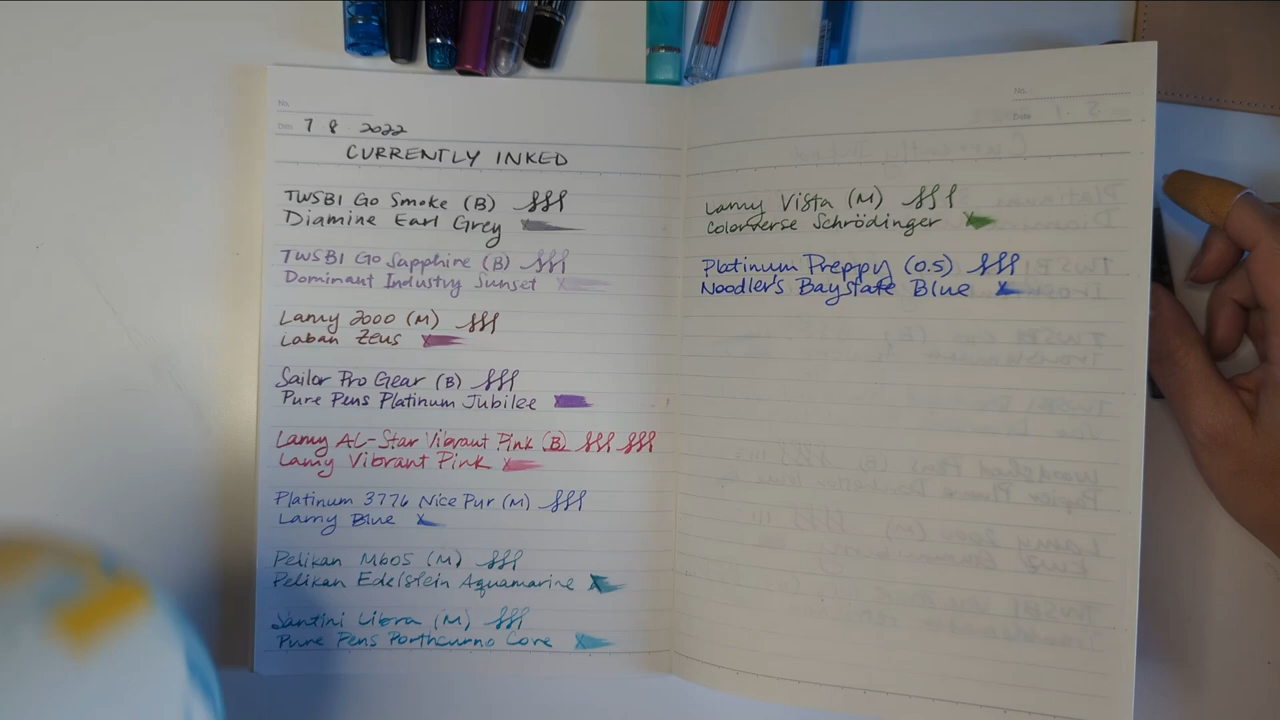 No.
Date 7 8 2022
CURRENTLY INKED
TWSBI Go Smoke (B)
Diamine Earl Grey
TWSBI Go Sapphire (B)
Dominant Industry Sunset
Lamy 2000 (M)
Laban Zeus
Sailor Pro Gear (B)
Pure Pens Platinum Jubilee
Lamy AL-Star Vibrant Pink (B)
Lamy Vibrant Pink
Platinum 3776 Nice Pur (M)
Lamy Blue
Pelikan M605 (M)
Pelikan Edelstein Aquamarine
Santini Libra (M)
Pure Pens Porthcurno Cove
No.
Date
Lamy Vista (M)
Colorverse Schrödinger
Platinum Preppy (0.5)
Noodler's Baystate Blue